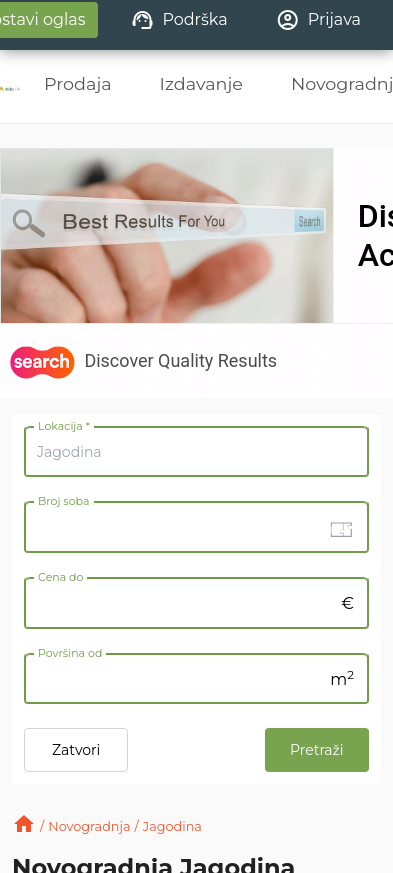 ostavi oglas
Podrška
Prijava
Prodaja
Izdavanje
Novogradnj
Best Results For You
Search
Dis
Ac
search
Discover Quality Results
Lokacija *
Jagodina
Broj soba
Cena do
€
Površina od
m²
Zatvori
Pretraži
/ Novogradnja / Jagodina
Novogradnja Jagodina